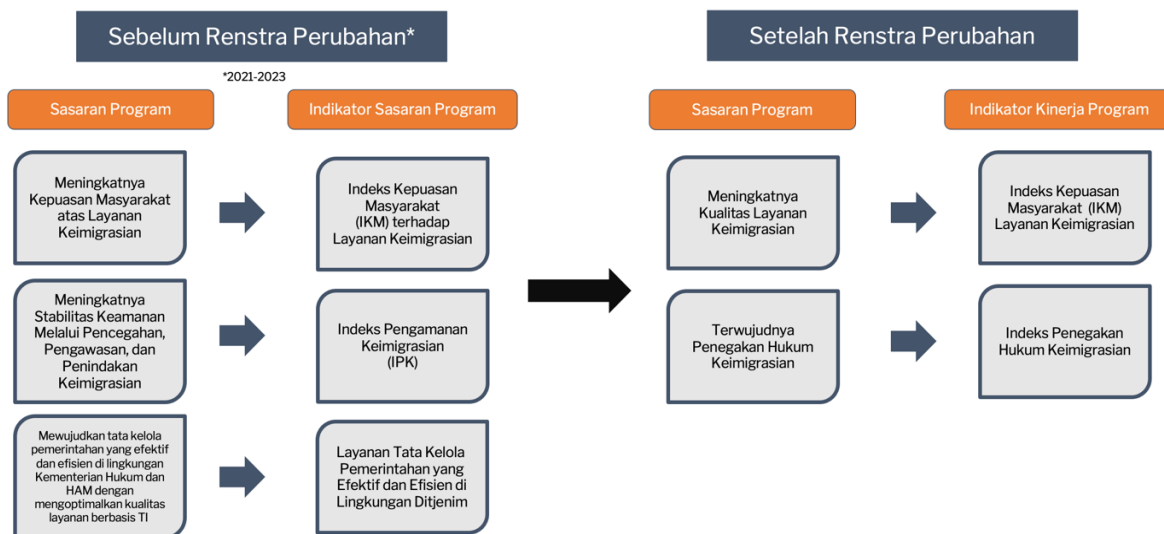 Sebelum Renstra Perubahan*
*2021-2023
Sasaran Program
Indikator Sasaran Program
Meningkatnya
Kepuasan Masyarakat
atas Layanan
Keimigrasian
Indeks Kepuasan
Masyarakat
(IKM) terhadap
Layanan Keimigrasian
Meningkatnya
Stabilitas Keamanan
Melalui Pencegahan,
Pengawasan, dan
Penindakan
Keimigrasian
Indeks Pengamanan
Keimigrasian
(IPK)
Mewujudkan tata kelola
pemerintahan yang efektif
dan efisien di lingkungan
Kementerian Hukum dan
HAM dengan
mengoptimalkan kualitas
layanan berbasis TI
Layanan Tata Kelola
Pemerintahan yang
Efektif dan Efisien di
Lingkungan Ditjenim
Setelah Renstra Perubahan
Sasaran Program
Indikator Kinerja Program
Meningkatnya
Kualitas Layanan
Keimigrasian
Indeks Kepuasan
Masyarakat (IKM)
Layanan Keimigrasian
Terwujudnya
Penegakan Hukum
Keimigrasian
Indeks Penegakan
Hukum Keimigrasian